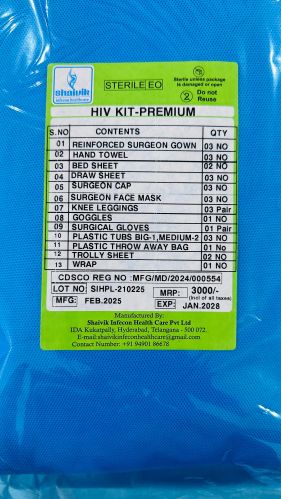 Shaivik
Infecon healthcare
STERILE EO
Sterile unless package
is damaged or open
2 Do not
Reuse
HIV KIT-PREMIUM
S.NO CONTENTS QTY
01 REINFORCED SURGEON GOWN 03 NO
02 HAND TOWEL 03 NO
03 BED SHEET 02 NO
04 DRAW SHEET 03 NO
05 SURGEON CAP 03 NO
06 SURGEON FACE MASK 03 NO
07 KNEE LEGGINGS 03 Pair
08 GOGGLES 01 NO
09 SURGICAL GLOVES 01 Pair
10 PLASTIC TUBS BIG-1,MEDIUM-2 03 NO
11 PLASTIC THROW AWAY BAG 01 No
12 TROLLY SHEET 02 NO
13 WRAP 01 NO
CDSCO REG NO :MFG/MD/2024/000554
LOT NO: SIHPL-210225 MRP: 3000/-
(incl of all taxes)
MFG: FEB.2025 EXP: JAN.2028
Manufactured By:
Shaivik Infecon Health Care Pvt Ltd
IDA Kukatpally, Hyderabad, Telangana - 500 072.
E-mail:shaivikinfeconhealthcare@gmail.com
Contact Number: +91 94901 86678